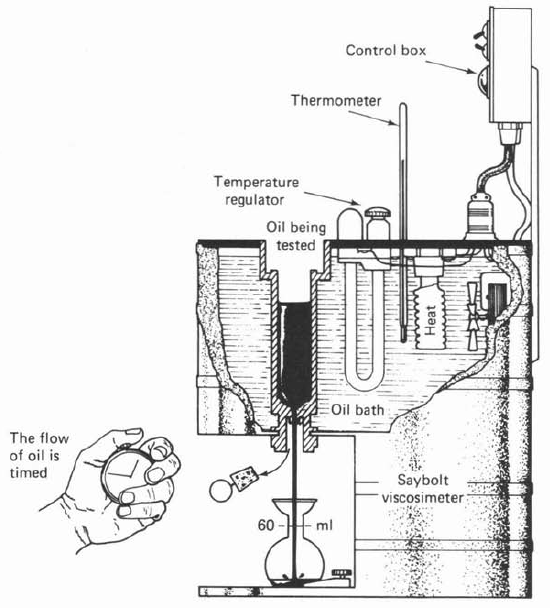 Control box
Thermometer
Temperature
regulator
Oil being
tested
Heat
Oil bath
The flow
of oil is
timed
Saybolt
viscosimeter
60 ml